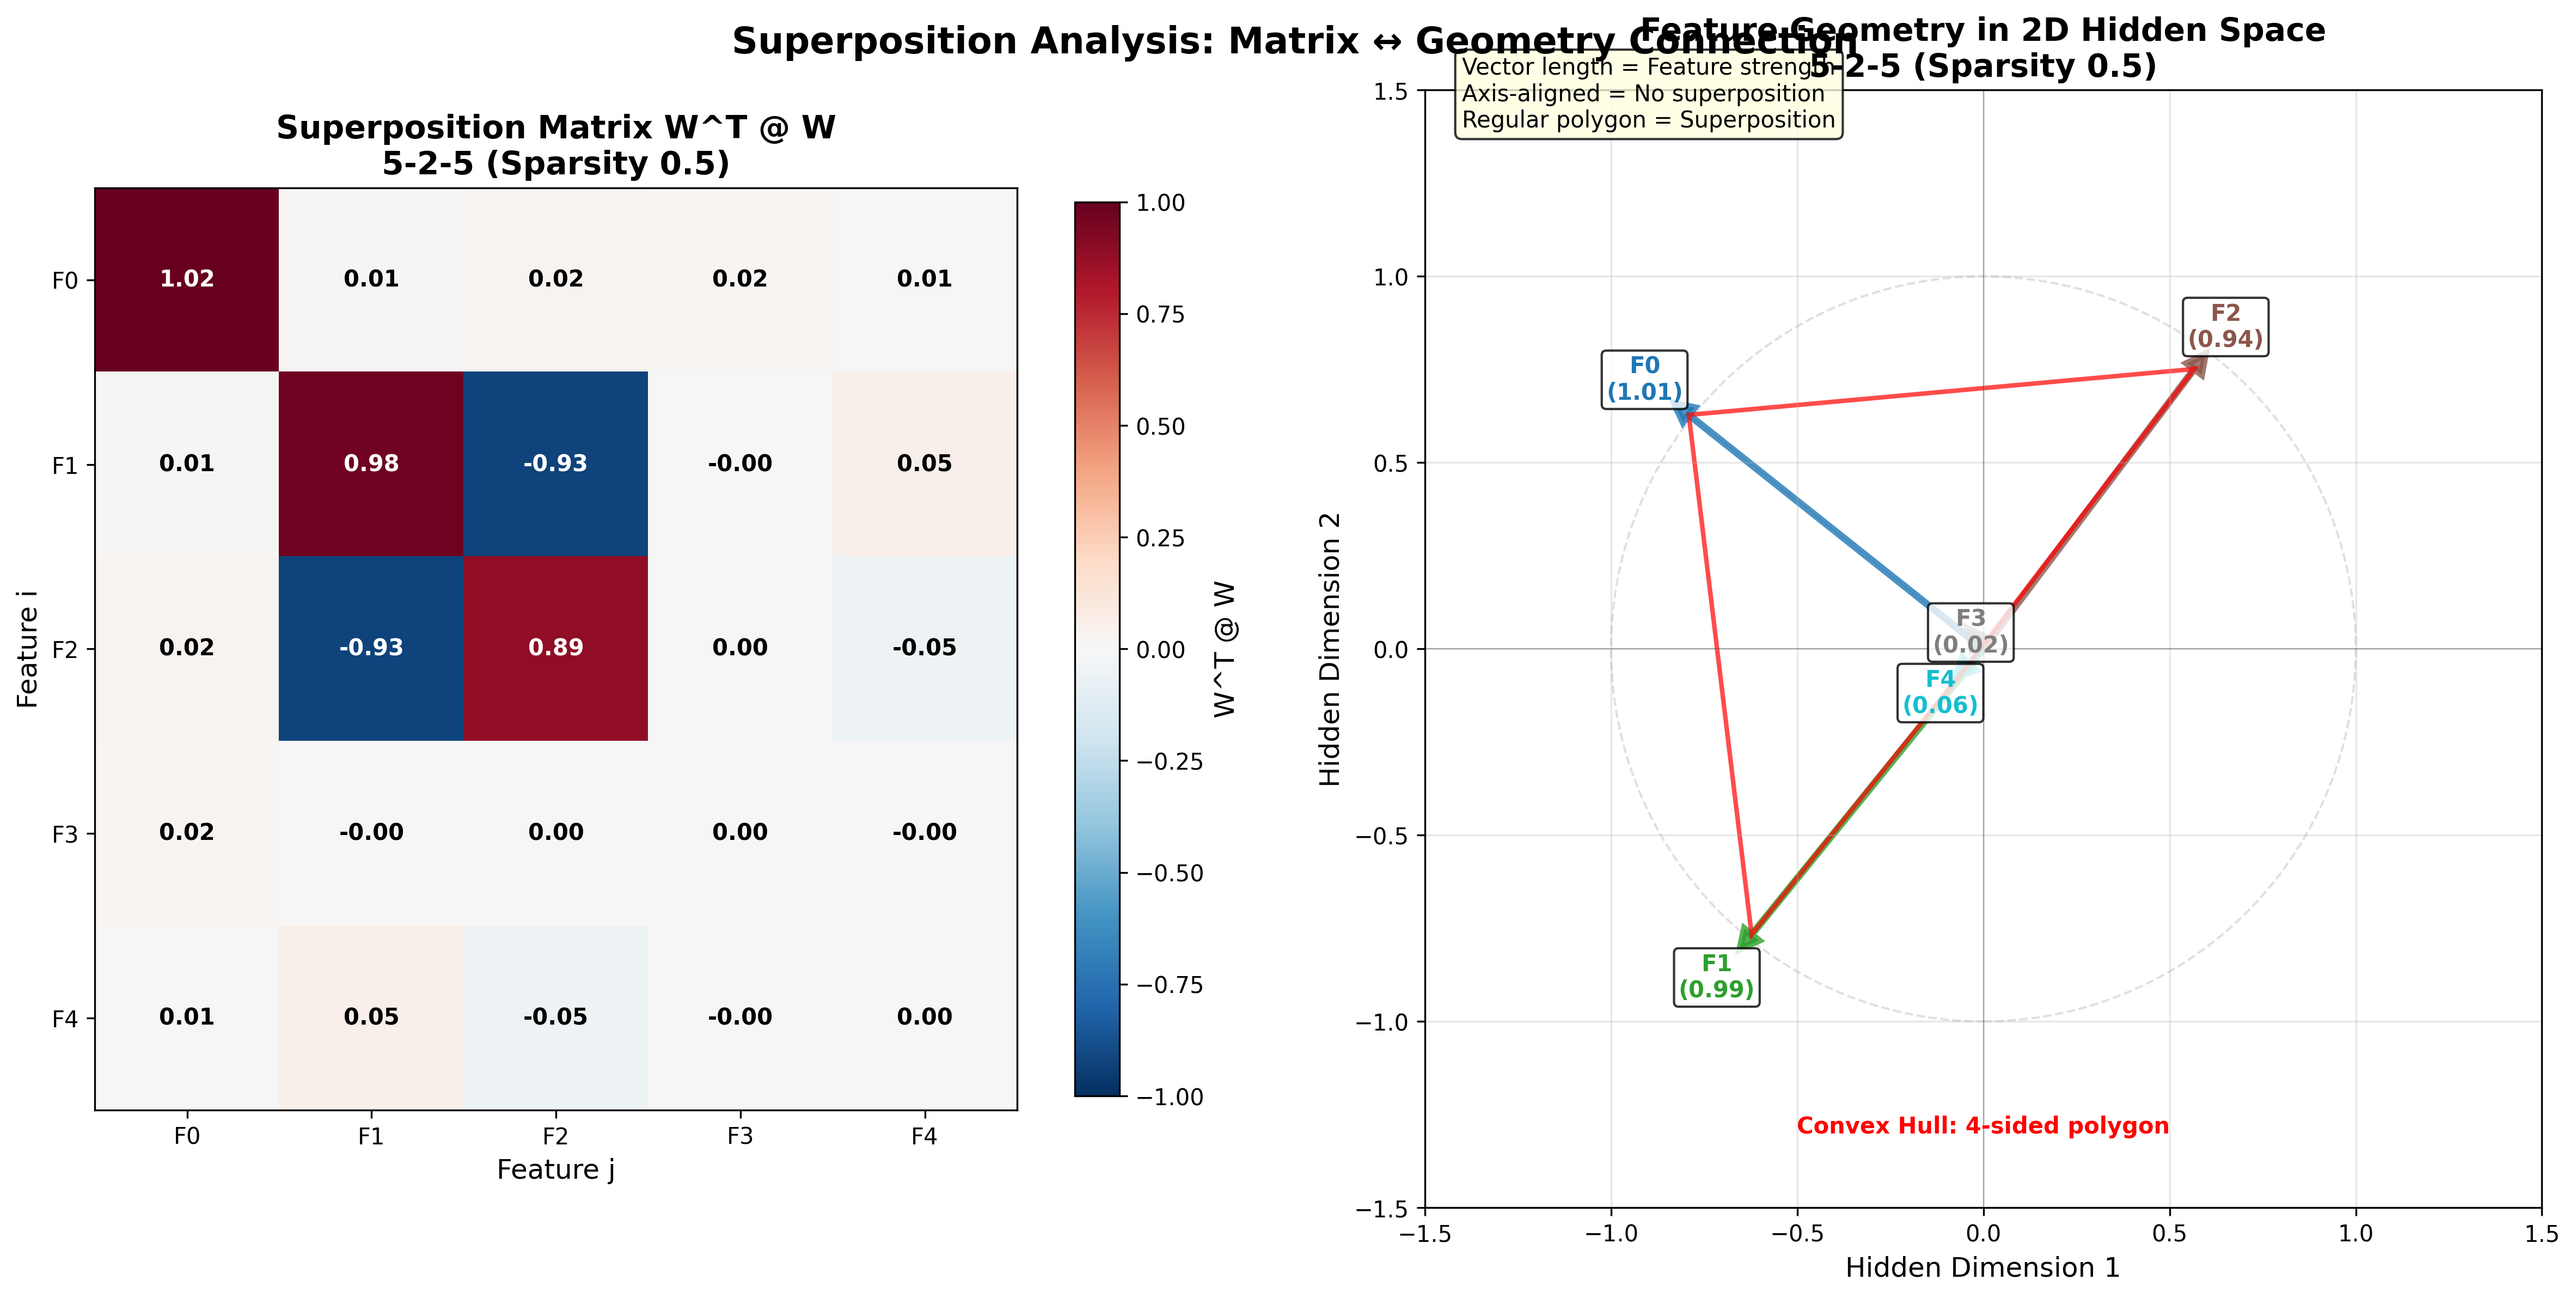 Superposition Analysis: Matrix ↔ Geometry Connection
Superposition Matrix W^T @ W
5-2-5 (Sparsity 0.5)
F0
F1
F2
F3
F4
Feature i
1.02 0.01 0.02 0.02 0.01
0.01 0.98 -0.93 -0.00 0.05
0.02 -0.93 0.89 0.00 -0.05
0.02 -0.00 0.00 0.00 -0.00
0.01 0.05 -0.05 -0.00 0.00
F0 F1 F2 F3 F4
Feature j
1.00
0.75
0.50
0.25
0.00
−0.25
−0.50
−0.75
−1.00
W^T @ W
Feature Geometry in 2D Hidden Space
5-2-5 (Sparsity 0.5)
Vector length = Feature strength
Axis-aligned = No superposition
Regular polygon = Superposition
1.5
1.0
0.5
0.0
−0.5
−1.0
−1.5
Hidden Dimension 2
F2
(0.94)
F0
(1.01)
F3
(0.02)
F4
(0.06)
F1
(0.99)
Convex Hull: 4-sided polygon
−1.5 −1.0 −0.5 0.0 0.5 1.0 1.5
Hidden Dimension 1